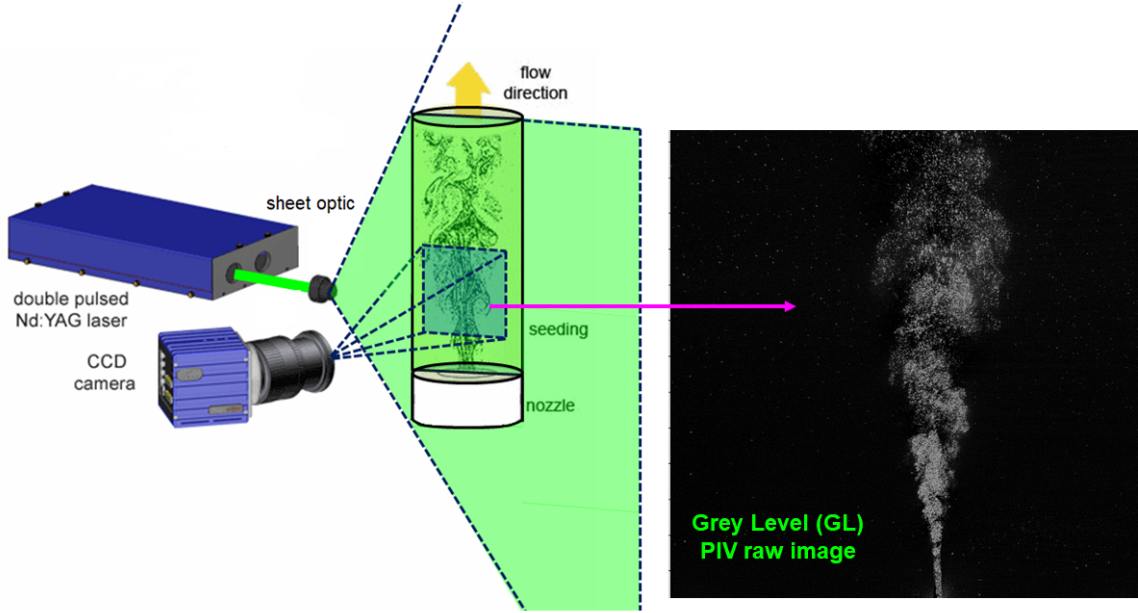 flow
direction
sheet optic
double pulsed
Nd:YAG laser
CCD
camera
seeding
nozzle
Grey Level (GL)
PIV raw image